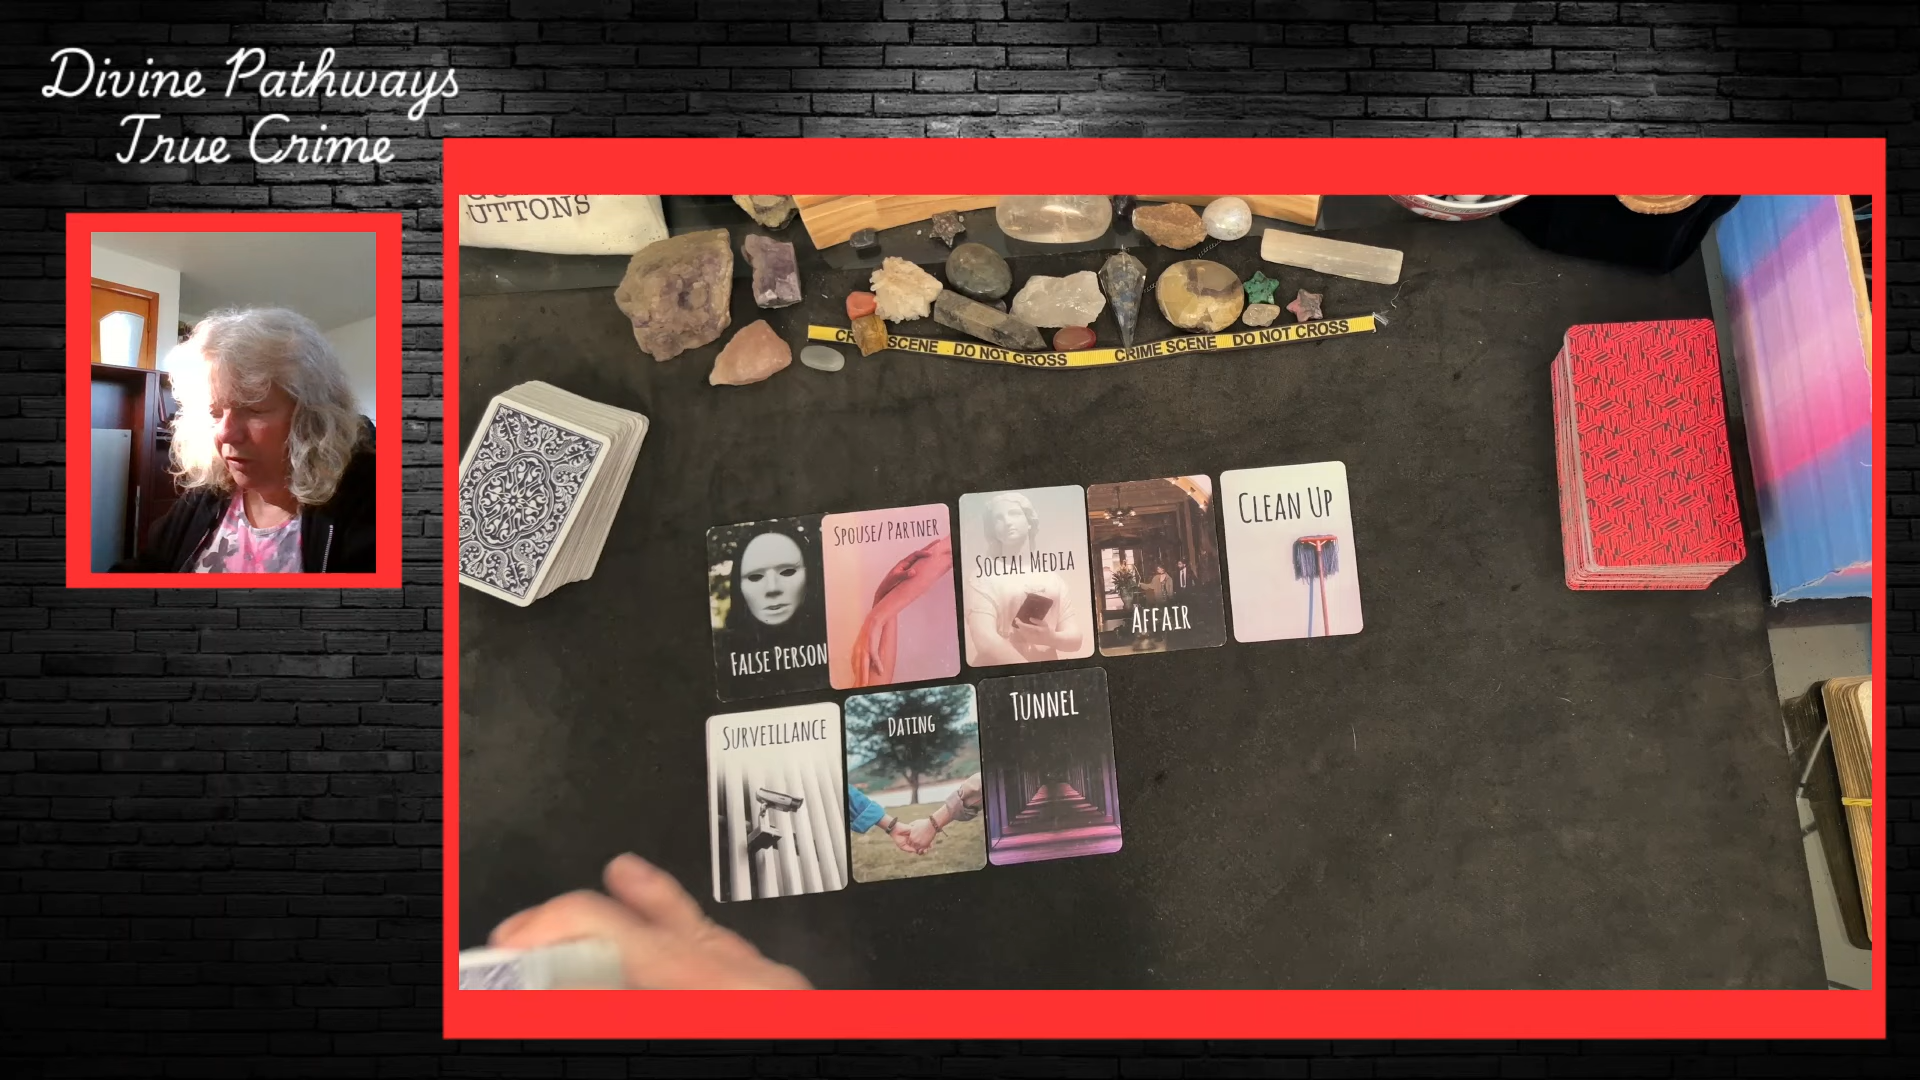 Divine Pathways
True Crime
UTTONS
SCENE DO NOT CROSS CRIME SCENE DO NOT CROSS
FALSE PERSON
SPOUSE/ PARTNER
SOCIAL MEDIA
AFFAIR
CLEAN UP
SURVEILLANCE
DATING
TUNNEL